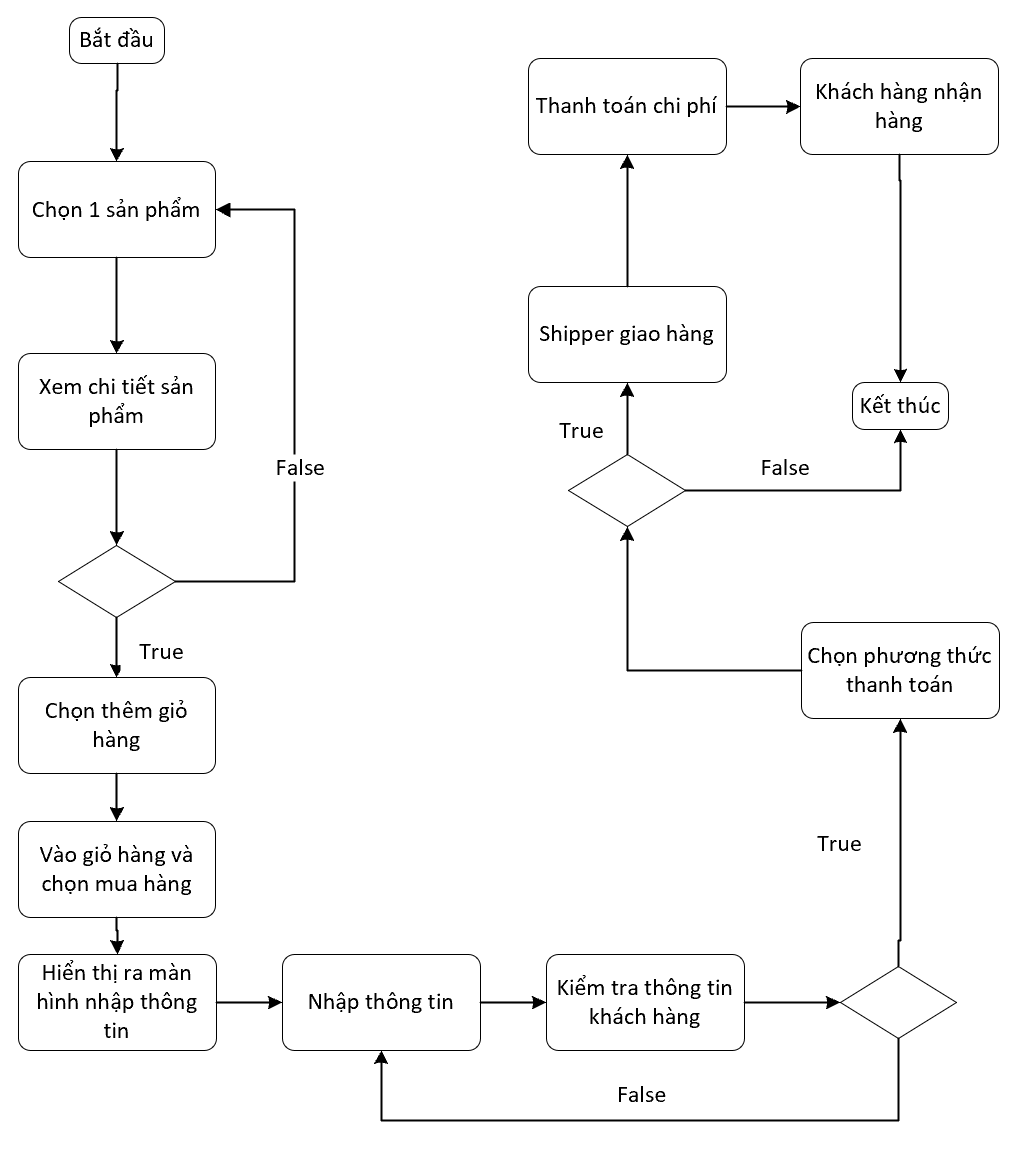 Bắt đầu
Chọn 1 sản phẩm
Xem chi tiết sản
phẩm
False
True
Chọn thêm giỏ
hàng
Vào giỏ hàng và
chọn mua hàng
Hiển thị ra màn
hình nhập thông
tin
Nhập thông tin
Kiểm tra thông tin
khách hàng
False
True
Chọn phương thức
thanh toán
True
False
Shipper giao hàng
Thanh toán chi phí
Khách hàng nhận
hàng
Kết thúc